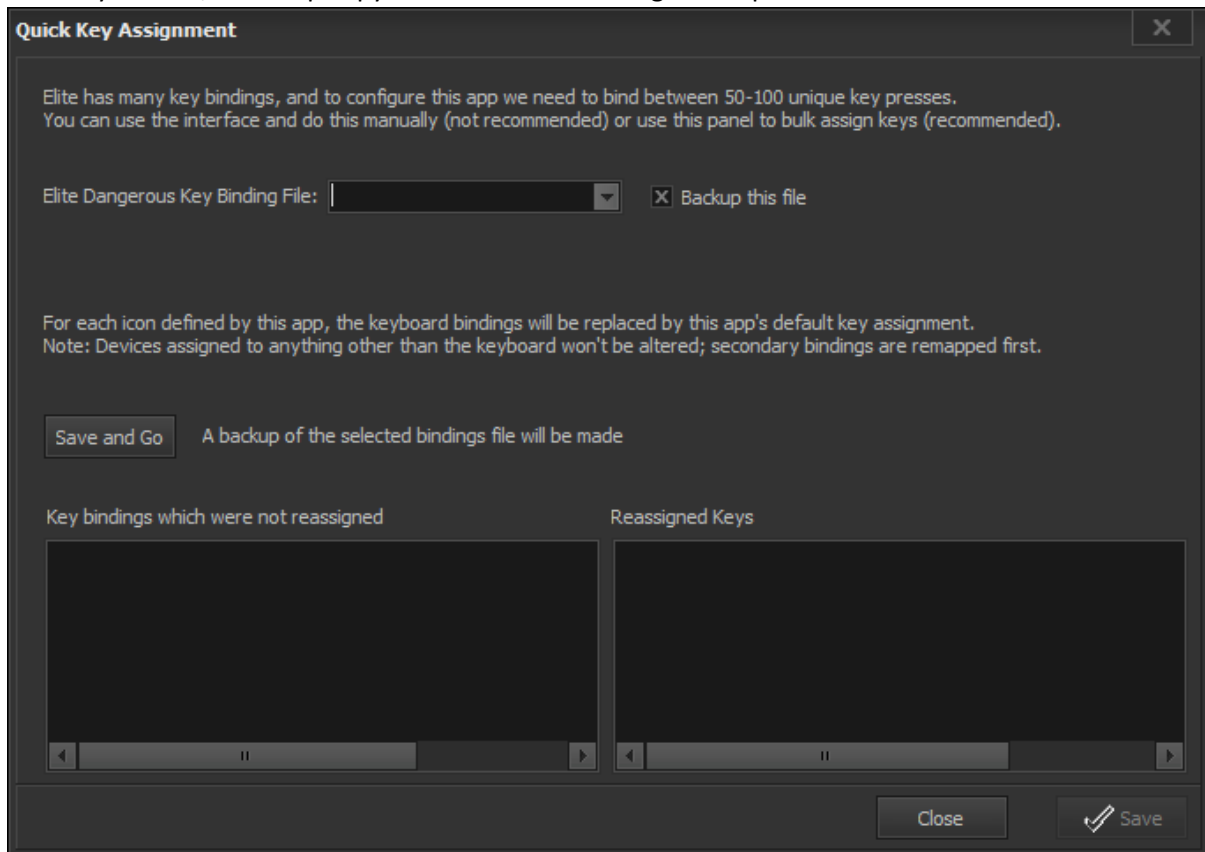 Quick Key Assignment
Elite has many key bindings, and to configure this app we need to bind between 50-100 unique key presses.
You can use the interface and do this manually (not recommended) or use this panel to bulk assign keys (recommended).
Elite Dangerous Key Binding File:
Backup this file
For each icon defined by this app, the keyboard bindings will be replaced by this app's default key assignment.
Note: Devices assigned to anything other than the keyboard won't be altered; secondary bindings are remapped first.
Save and Go
A backup of the selected bindings file will be made
Key bindings which were not reassigned
Reassigned Keys
Close
Save